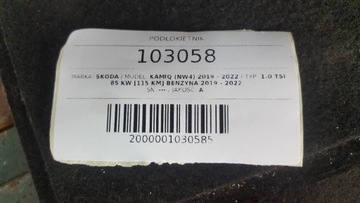 PODŁOKIETNIK
103058
MARKA: SKODA / MODEL: KAMIQ (NW4) 2019 - 2022 / TYP: 1.0 TSI
85 KW [115 KM] BENZYNA 2019 - 2022
SK: --- , JAKOŚĆ: A
2000001030585